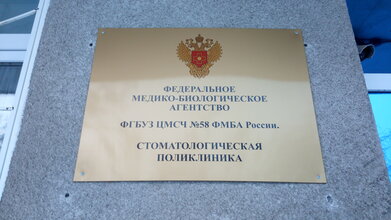 ФЕДЕРАЛЬНОЕ
МЕДИКО-БИОЛОГИЧЕСКОЕ
АГЕНТСТВО
ФГБУЗ ЦМСЧ №58 ФМБА России.
СТОМАТОЛОГИЧЕСКАЯ
ПОЛИКЛИНИКА